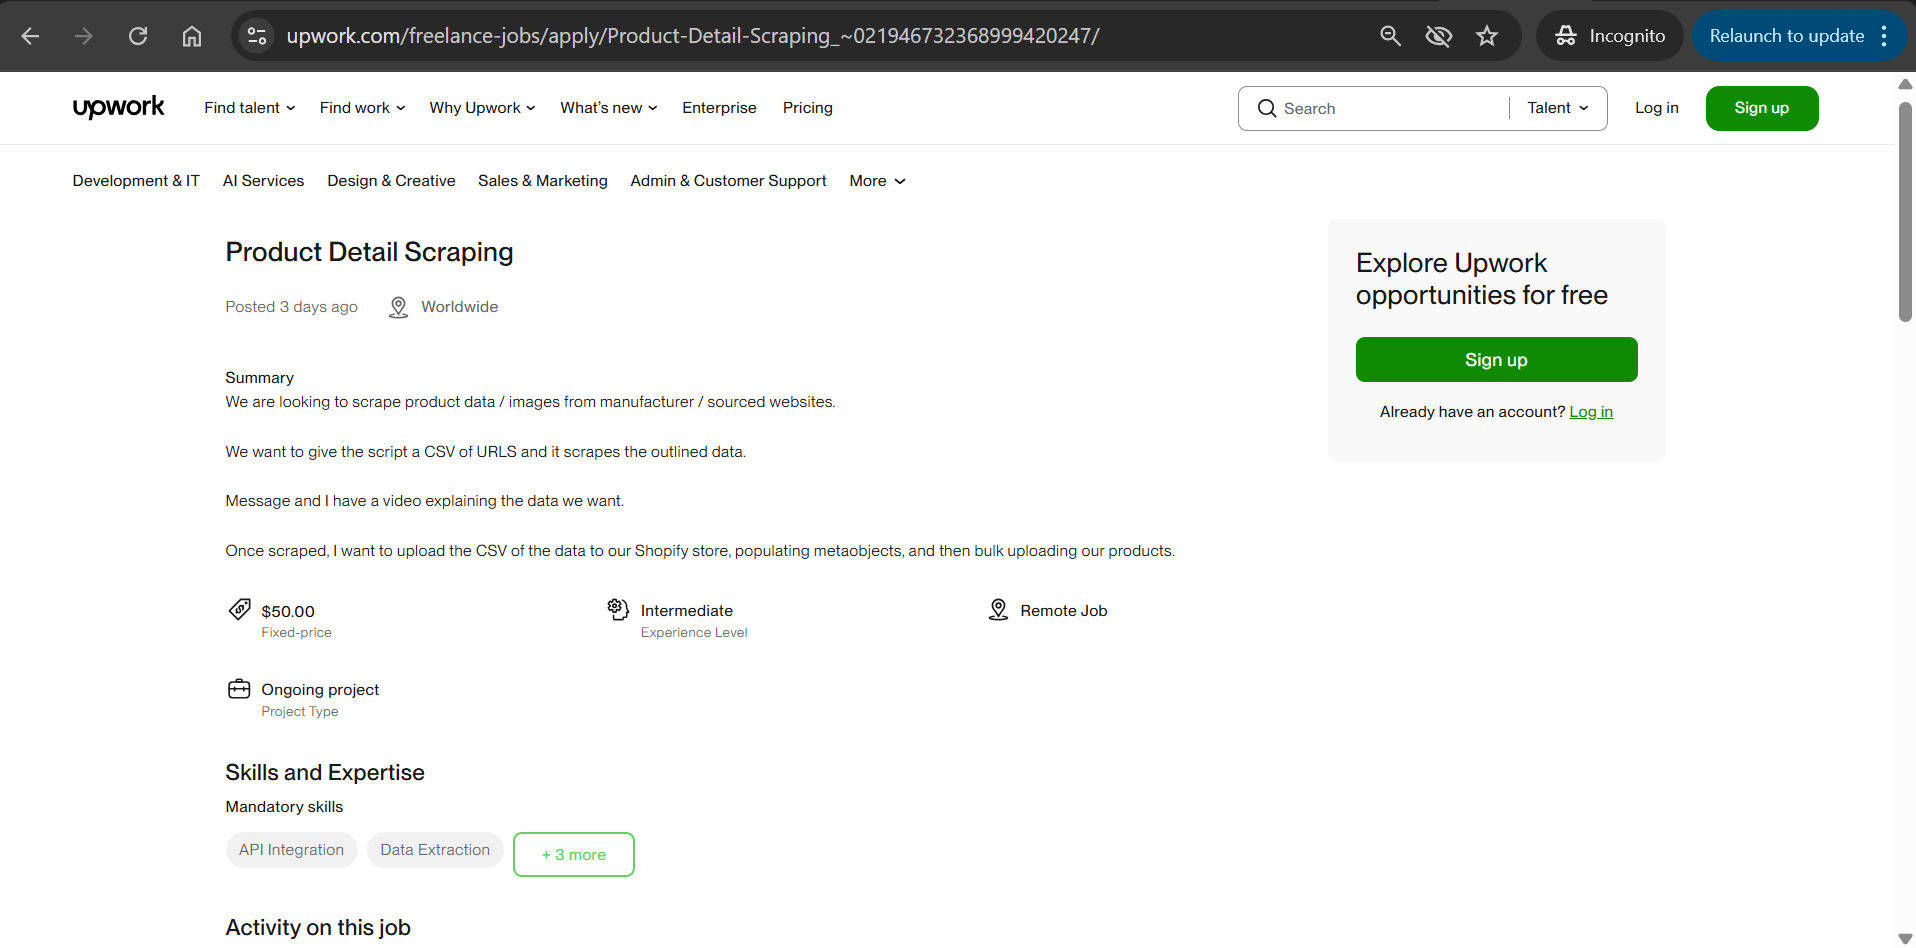 upwork.com/freelance-jobs/apply/Product-Detail-Scraping_~021946732368999420247/
Incognito
Relaunch to update
upwork
Find talent
Find work
Why Upwork
What's new
Enterprise
Pricing
Search
Talent
Log in
Sign up
Development & IT
AI Services
Design & Creative
Sales & Marketing
Admin & Customer Support
More
Product Detail Scraping
Posted 3 days ago
Worldwide
Summary
We are looking to scrape product data / images from manufacturer / sourced websites.
We want to give the script a CSV of URLS and it scrapes the outlined data.
Message and I have a video explaining the data we want.
Once scraped, I want to upload the CSV of the data to our Shopify store, populating metaobjects, and then bulk uploading our products.
$50.00
Fixed-price
Intermediate
Experience Level
Remote Job
Ongoing project
Project Type
Skills and Expertise
Mandatory skills
API Integration
Data Extraction
+ 3 more
Activity on this job
Explore Upwork
opportunities for free
Sign up
Already have an account? Log in